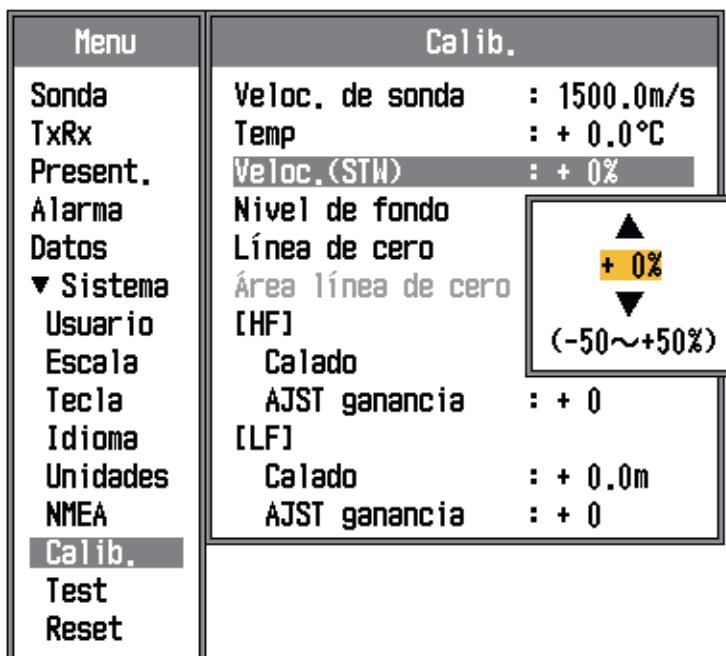 Menu
Sonda
TxRx
Present.
Alarma
Datos
▼ Sistema
Usuario
Escala
Tecla
Idioma
Unidades
NMEA
Calib.
Test
Reset
Calib.
Veloc. de sonda : 1500.0m/s
Temp : + 0.0°C
Veloc.(STW) : + 0%
Nivel de fondo
Línea de cero
Área línea de cero
[HF]
Calado
AJST ganancia : + 0
[LF]
Calado : + 0.0m
AJST ganancia : + 0
▲
+ 0%
▼
(-50~+50%)